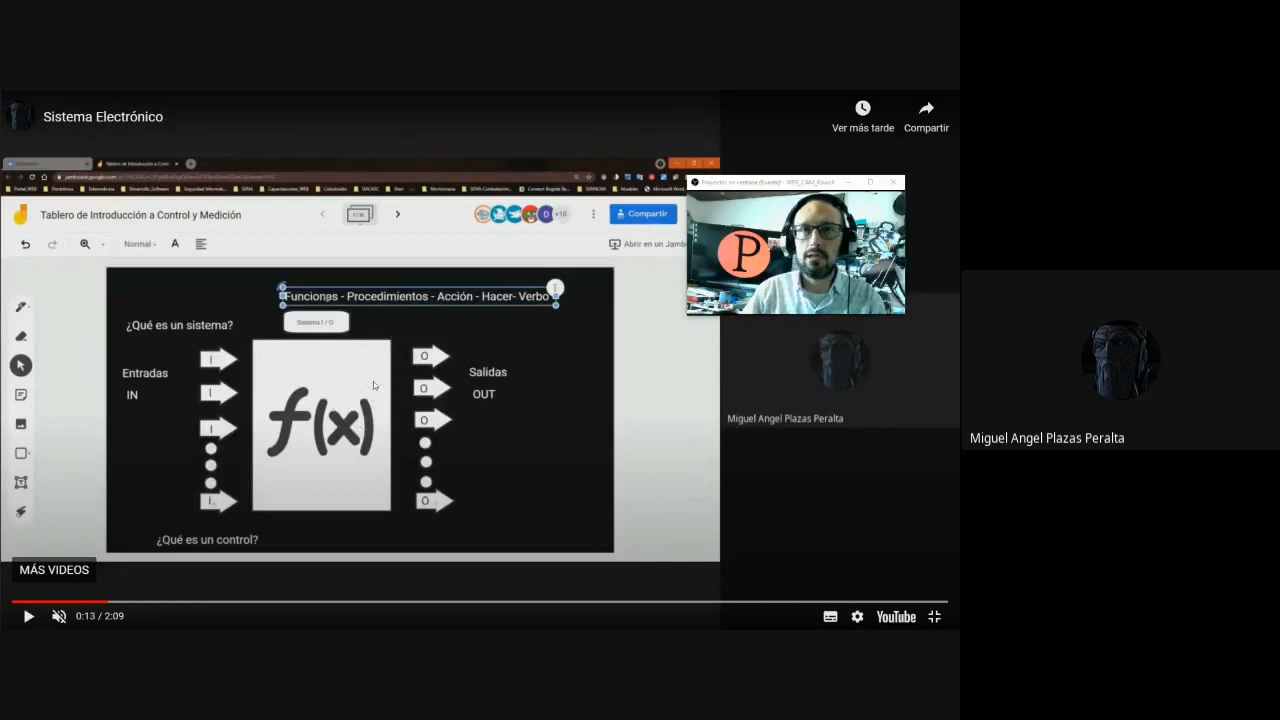 Sistema Electrónico
Ver más tarde
Compartir
Tablero de Introducción a Control y Medición
+10
Compartir
Normal
A
Abrir en un Jamb
Funciones - Procedimientos - Acción - Hacer- Verbo
¿Qué es un sistema?
Sistema I / O
Entradas
IN
I
I
I
I
f(x)
O
O
O
O
Salidas
OUT
¿Qué es un control?
P
Miguel Angel Plazas Peralta
Miguel Angel Plazas Peralta
MÁS VIDEOS
0:13 / 2:09
YouTube